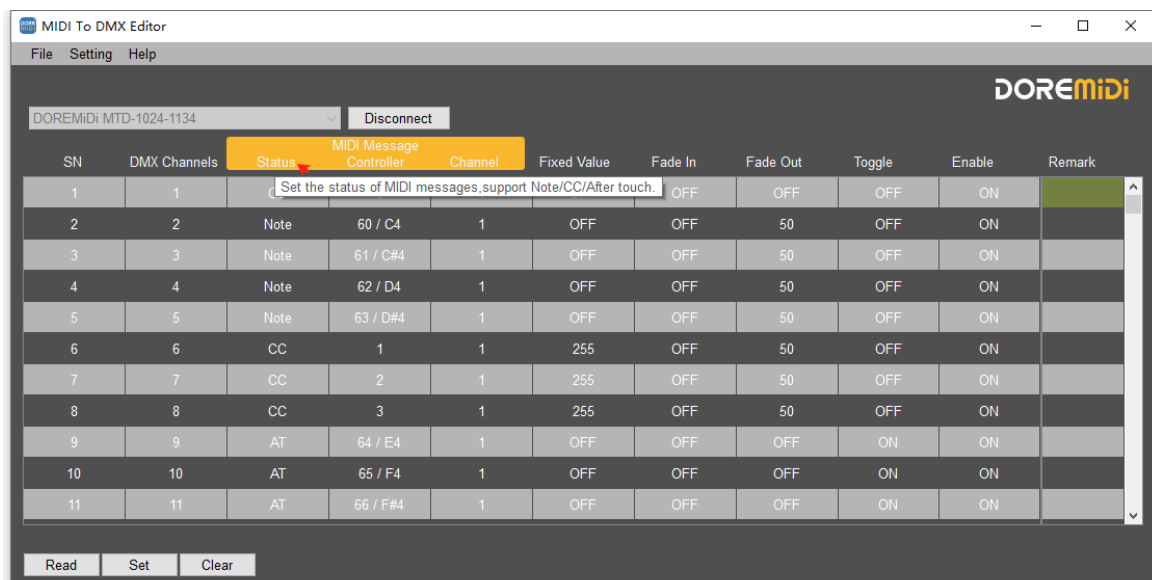 MIDI To DMX Editor
File Setting Help
DOREMiDi
DOREMiDi MTD-1024-1134 Disconnect
MIDI Message
SN DMX Channels Status Controller Channel Fixed Value Fade In Fade Out Toggle Enable Remark
Set the status of MIDI messages,support Note/CC/After touch.
1 1 OFF OFF OFF ON
2 2 Note 60 / C4 1 OFF OFF 50 OFF ON
3 3 Note 61 / C#4 1 OFF OFF 50 OFF ON
4 4 Note 62 / D4 1 OFF OFF 50 OFF ON
5 5 Note 63 / D#4 1 OFF OFF 50 OFF ON
6 6 CC 1 1 255 OFF 50 OFF ON
7 7 CC 2 1 255 OFF 50 OFF ON
8 8 CC 3 1 255 OFF 50 OFF ON
9 9 AT 64 / E4 1 OFF OFF OFF ON ON
10 10 AT 65 / F4 1 OFF OFF OFF ON ON
11 11 AT 66 / F#4 1 OFF OFF OFF ON ON
Read Set Clear